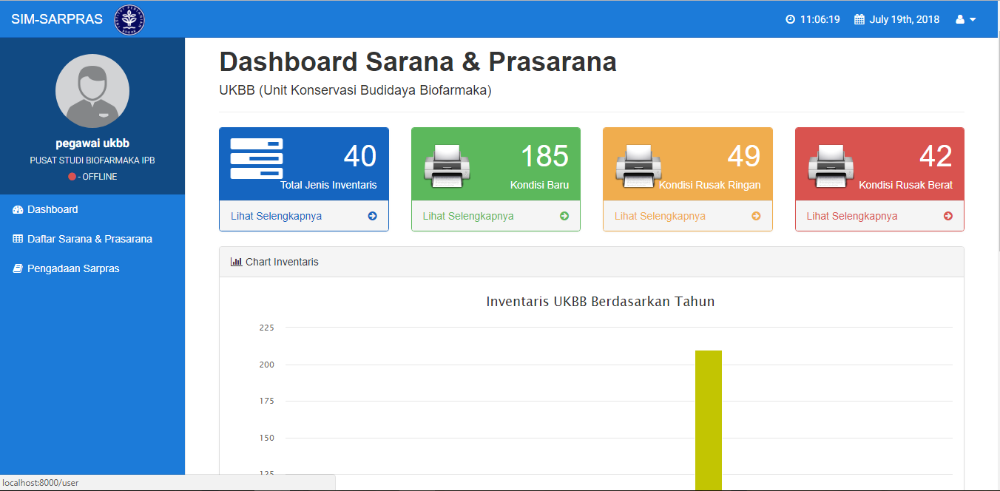 SIM-SARPRAS
11:06:19 July 19th, 2018
pegawai ukbb
PUSAT STUDI BIOFARMAKA IPB
- OFFLINE
Dashboard
Daftar Sarana & Prasarana
Pengadaan Sarpras
Dashboard Sarana & Prasarana
UKBB (Unit Konservasi Budidaya Biofarmaka)
40
Total Jenis Inventaris
Lihat Selengkapnya
185
Kondisi Baru
Lihat Selengkapnya
49
Kondisi Rusak Ringan
Lihat Selengkapnya
42
Kondisi Rusak Berat
Lihat Selengkapnya
Chart Inventaris
Inventaris UKBB Berdasarkan Tahun
225
200
175
150
125
localhost:8000/user